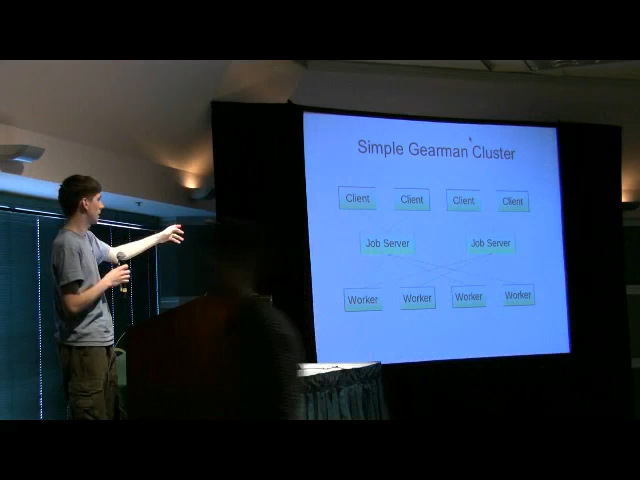 Simple Gearman Cluster
Client Client Client Client
Job Server Job Server
Worker Worker Worker Worker